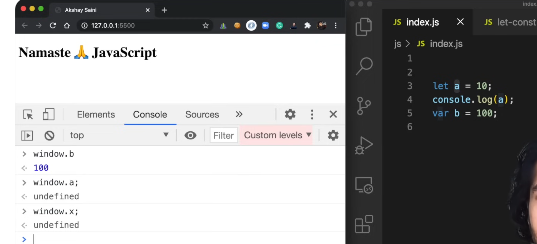 Akshay Saini
127.0.0.1:5500
Namaste 🙏 JavaScript
Elements Console Sources »
top Filter Custom levels
> window.b
100
> window.a;
undefined
> window.x;
undefined
>
index
JS index.js JS let-const
js > JS index.js
1
2
3 let a = 10;
4 console.log(a);
5 var b = 100;
6